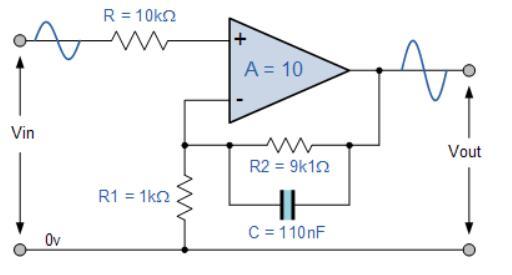 R = 10kΩ
+
A = 10
-
Vin
R2 = 9k1Ω
Vout
R1 = 1kΩ
C = 110nF
0v